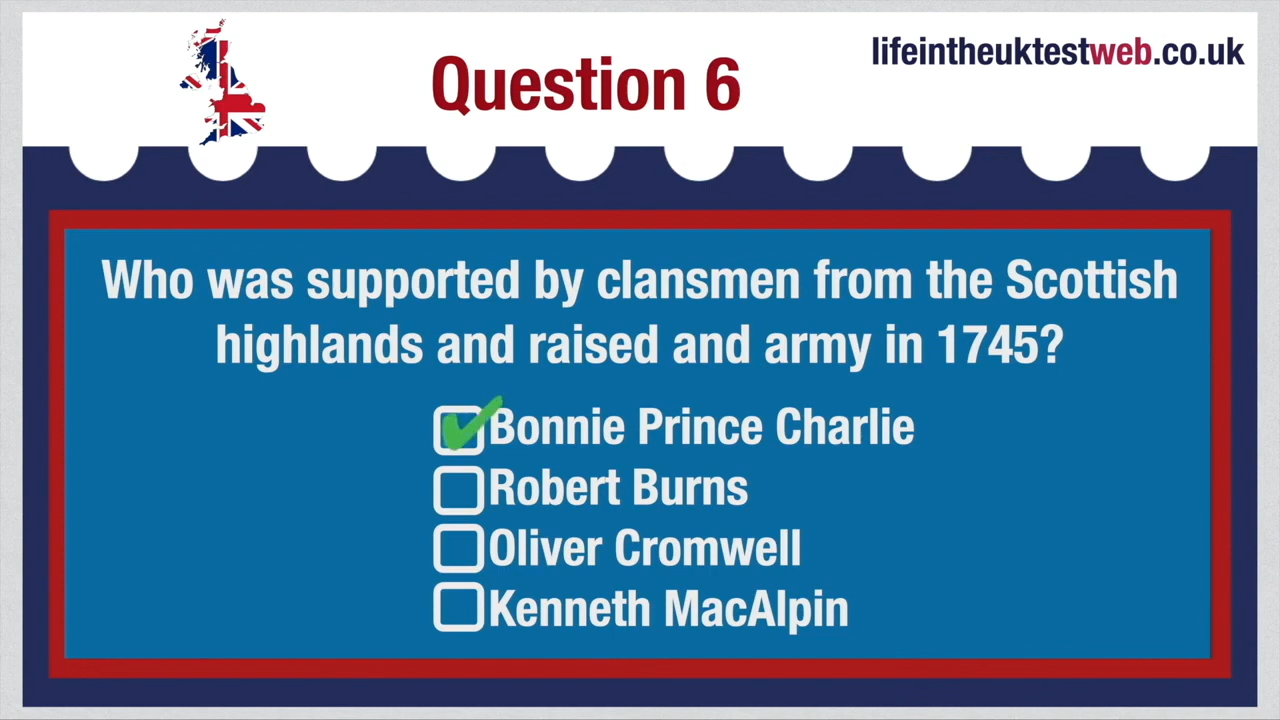 Question 6
lifeintheuktestweb.co.uk
Who was supported by clansmen from the Scottish
highlands and raised and army in 1745?
Bonnie Prince Charlie
Robert Burns
Oliver Cromwell
Kenneth MacAlpin